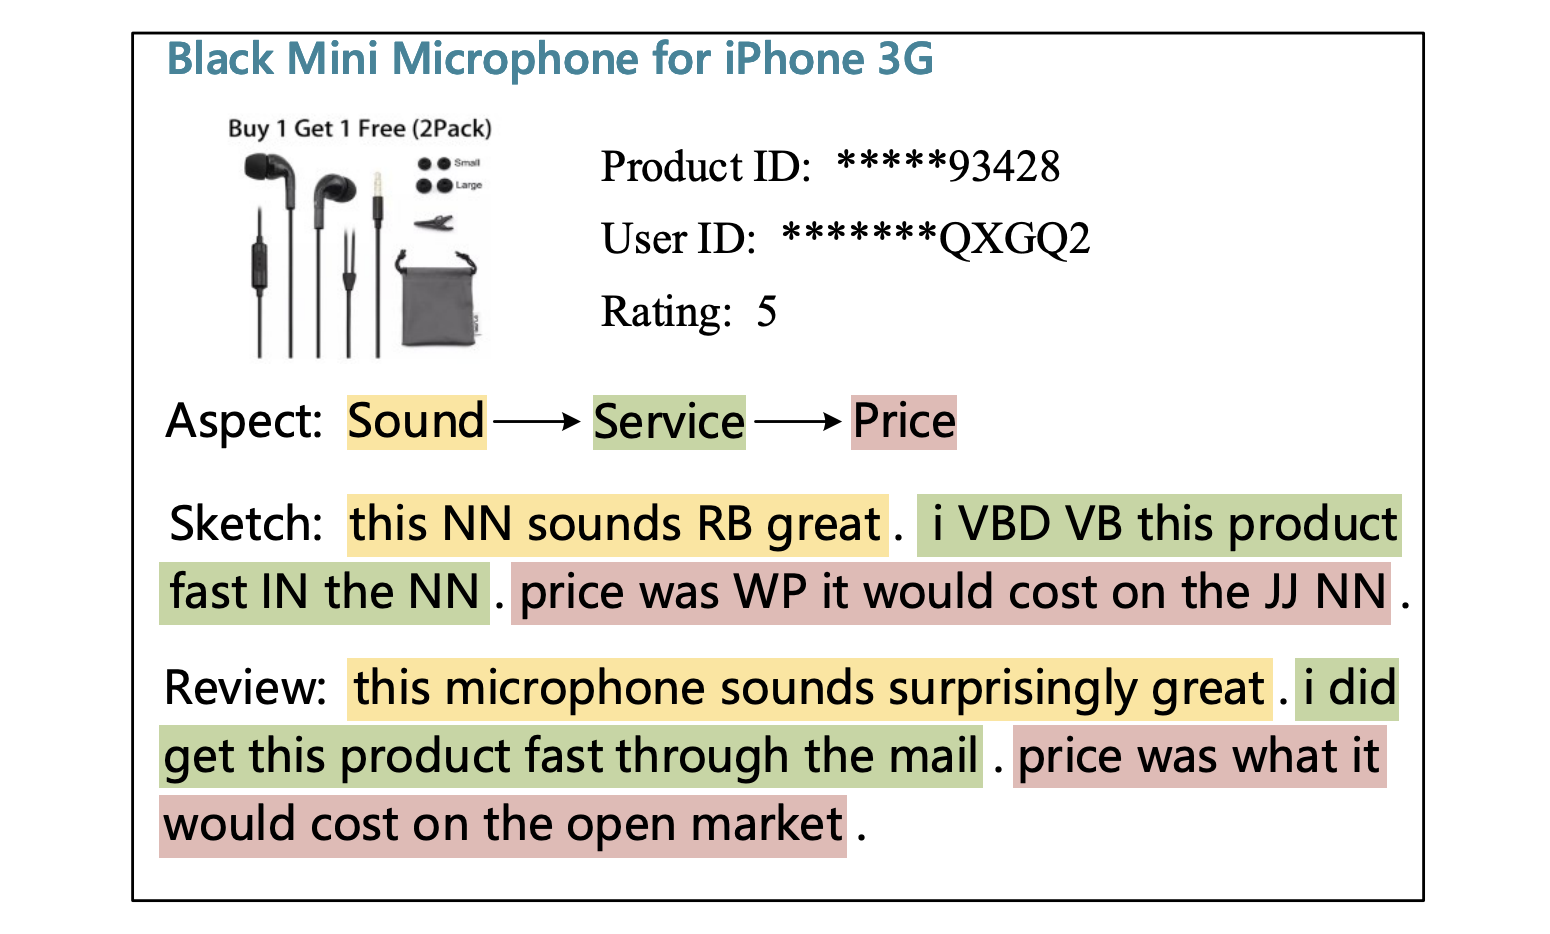 Black Mini Microphone for iPhone 3G
Buy 1 Get 1 Free (2Pack)
Small
Large
Product ID: *****93428
User ID: *******QXGQ2
Rating: 5
Aspect: Sound Service Price
Sketch: this NN sounds RB great . i VBD VB this product
fast IN the NN . price was WP it would cost on the JJ NN .
Review: this microphone sounds surprisingly great . i did
get this product fast through the mail . price was what it
would cost on the open market .